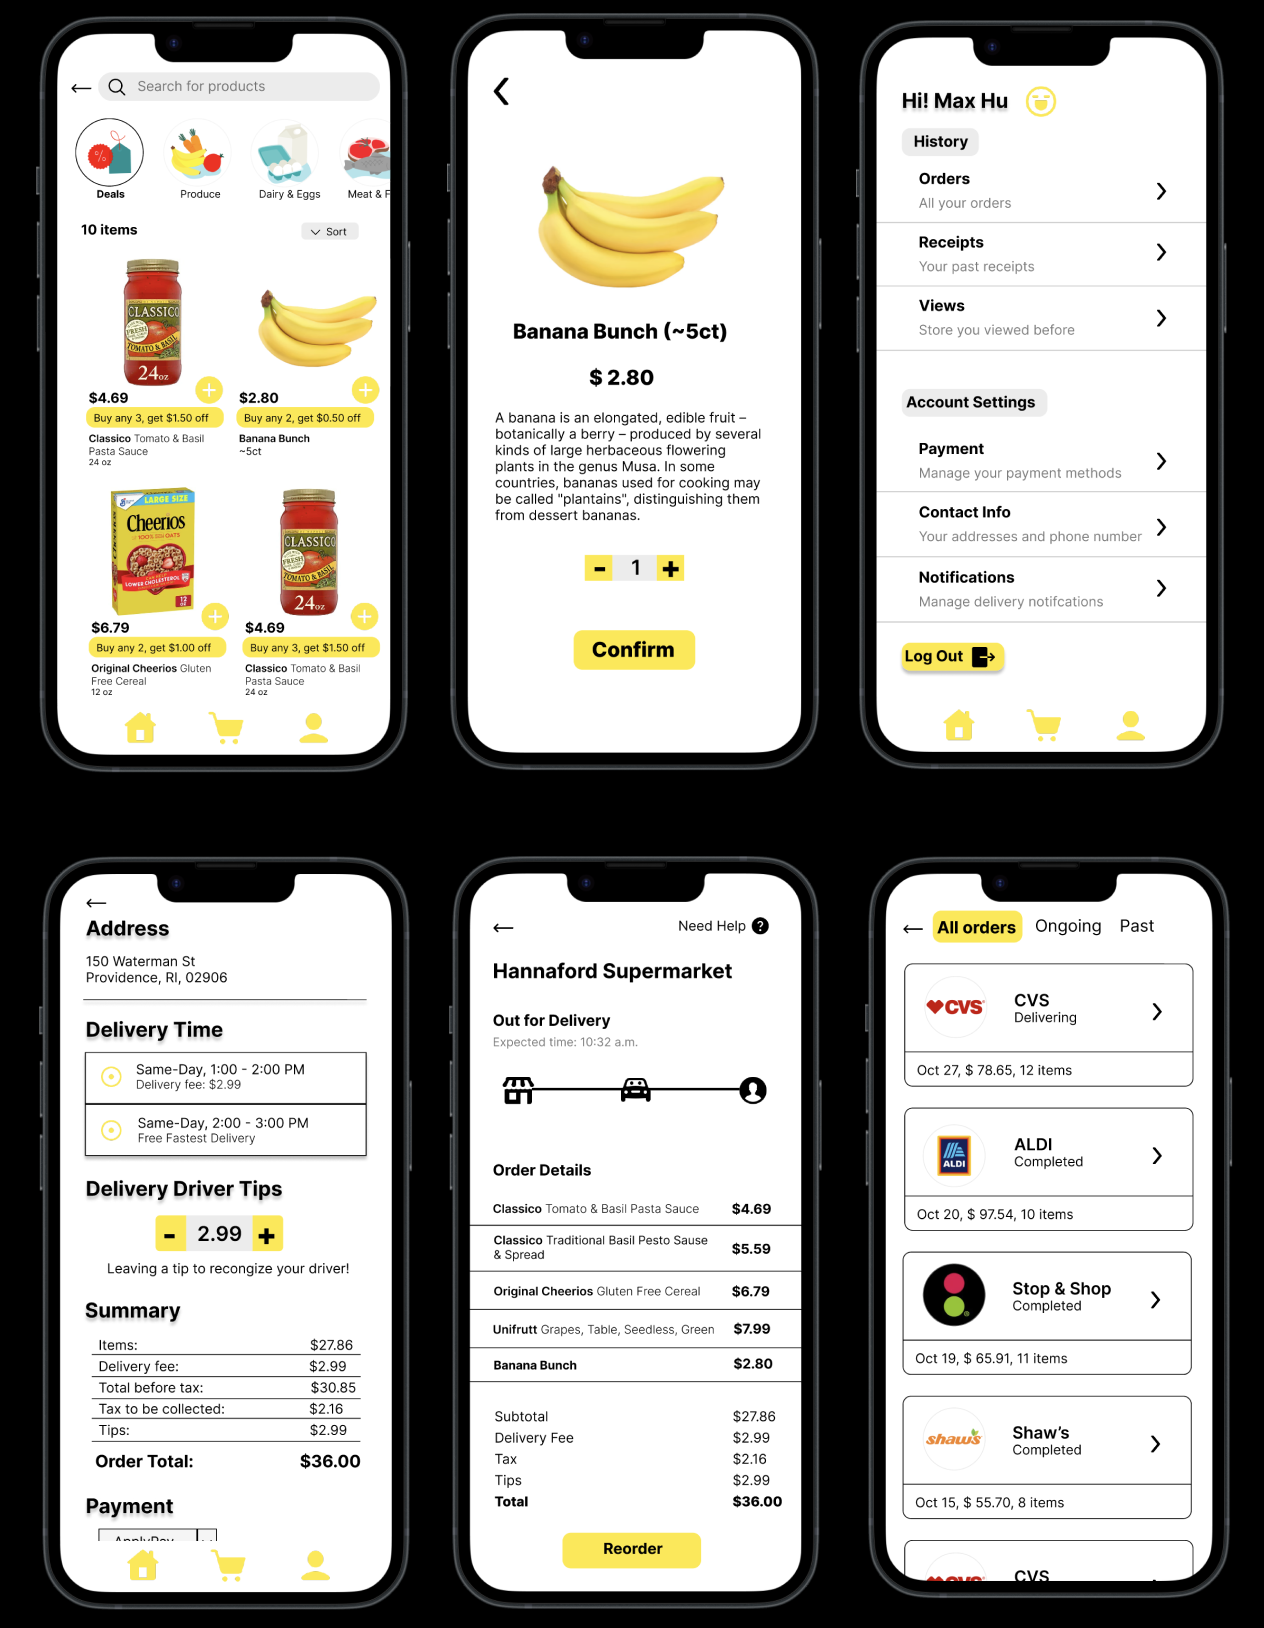 Search for products
Deals
Produce
Dairy & Eggs
Meat & F
10 items
Sort
CLASSICO
FRESH
TOMATO & BASIL
24oz
$4.69
Buy any 3, get $1.50 off
Classico Tomato & Basil
Pasta Sauce
24 oz
$2.80
Buy any 2, get $0.50 off
Banana Bunch
~5ct
LARGE SIZE
Cheerios
Cheerios
100% OATS
LOWER CHOLESTEROL
12
OZ
$6.79
Buy any 2, get $1.00 off
Original Cheerios Gluten
Free Cereal
12 oz
CLASSICO
FRESH
TOMATO & BASIL
24oz
$4.69
Buy any 3, get $1.50 off
Classico Tomato & Basil
Pasta Sauce
24 oz
Banana Bunch (~5ct)
$ 2.80
A banana is an elongated, edible fruit –
botanically a berry – produced by several
kinds of large herbaceous flowering
plants in the genus Musa. In some
countries, bananas used for cooking may
be called "plantains", distinguishing them
from dessert bananas.
- 1 +
Confirm
Hi! Max Hu
History
Orders
All your orders
Receipts
Your past receipts
Views
Store you viewed before
Account Settings
Payment
Manage your payment methods
Contact Info
Your addresses and phone number
Notifications
Manage delivery notifcations
Log Out
Address
150 Waterman St
Providence, RI, 02906
Delivery Time
Same-Day, 1:00 - 2:00 PM
Delivery fee: $2.99
Same-Day, 2:00 - 3:00 PM
Free Fastest Delivery
Delivery Driver Tips
- 2.99 +
Leaving a tip to recongize your driver!
Summary
Items: $27.86
Delivery fee: $2.99
Total before tax: $30.85
Tax to be collected: $2.16
Tips: $2.99
Order Total: $36.00
Payment
ApplyPay
Need Help ?
Hannaford Supermarket
Out for Delivery
Expected time: 10:32 a.m.
Order Details
Classico Tomato & Basil Pasta Sauce $4.69
Classico Traditional Basil Pesto Sause
& Spread $5.59
Original Cheerios Gluten Free Cereal $6.79
Unifrutt Grapes, Table, Seedless, Green $7.99
Banana Bunch $2.80
Subtotal $27.86
Delivery Fee $2.99
Tax $2.16
Tips $2.99
Total $36.00
Reorder
All orders Ongoing Past
CVS
CVS
Delivering
Oct 27, $ 78.65, 12 items
ALDI
ALDI
Completed
Oct 20, $ 97.54, 10 items
Stop & Shop
Completed
Oct 19, $ 65.91, 11 items
shaw's
Shaw's
Completed
Oct 15, $ 55.70, 8 items
CVS
CVS